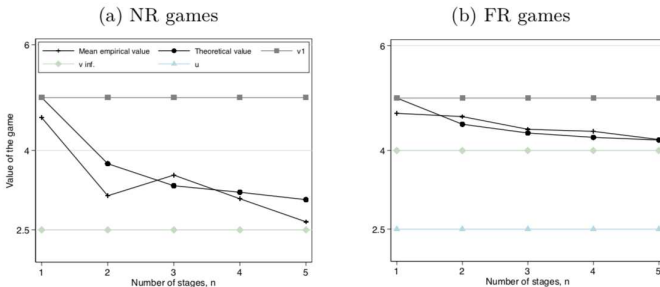 (a) NR games
(b) FR games
Mean empirical value
Theoretical value
v1
v inf.
u
Value of the game
6
4
2.5
1
2
3
4
5
Number of stages, n
6
4
2.5
1
2
3
4
5
Number of stages, n